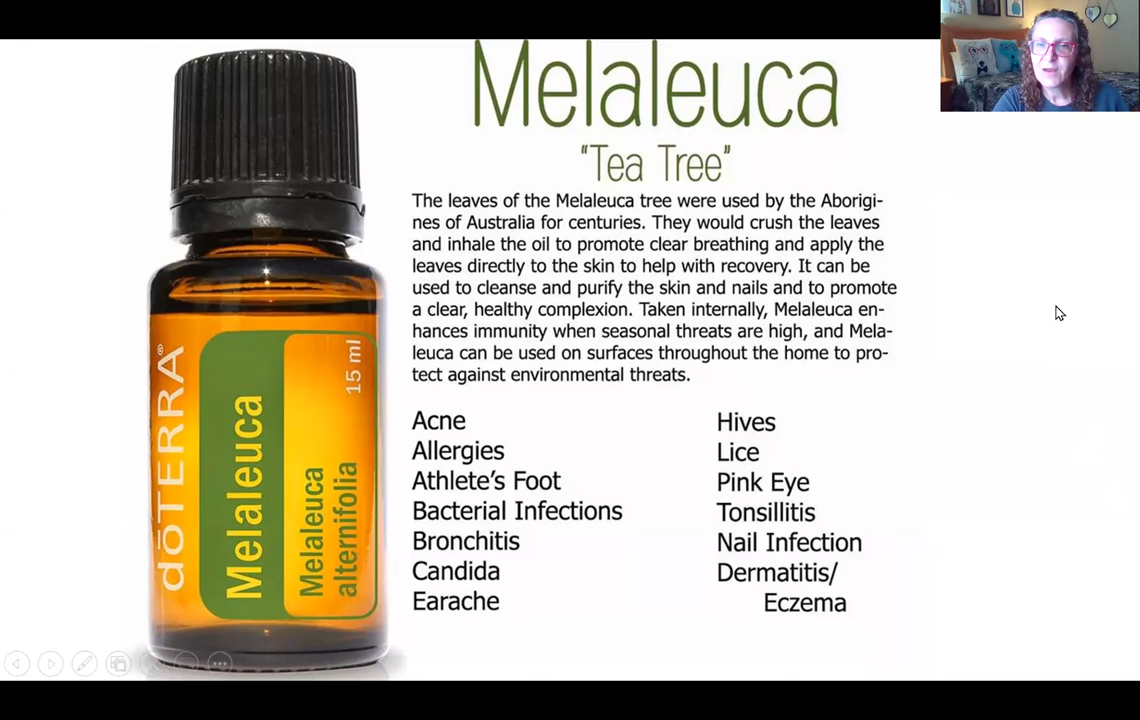 Melaleuca
"Tea Tree"
The leaves of the Melaleuca tree were used by the Aborigi-
nes of Australia for centuries. They would crush the leaves
and inhale the oil to promote clear breathing and apply the
leaves directly to the skin to help with recovery. It can be
used to cleanse and purify the skin and nails and to promote
a clear, healthy complexion. Taken internally, Melaleuca en-
hances immunity when seasonal threats are high, and Mela-
leuca can be used on surfaces throughout the home to pro-
tect against environmental threats.
Acne
Allergies
Athlete's Foot
Bacterial Infections
Bronchitis
Candida
Earache
Hives
Lice
Pink Eye
Tonsillitis
Nail Infection
Dermatitis/
Eczema
dōTERRA®
Melaleuca
Melaleuca
alternifolia
15 ml